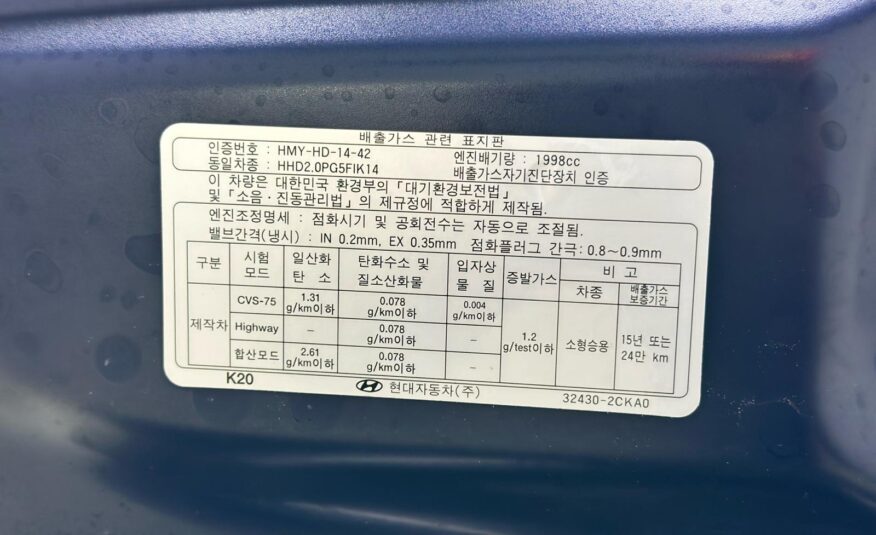 배출가스 관련 표지판
인증번호 : HMY-HD-14-42 엔진배기량 : 1998cc
동일차종 : HHD2.0PG5FIK14 배출가스자기진단장치 인증
이 차량은 대한민국 환경부의 「대기환경보전법」
및 「소음·진동관리법」의 제규정에 적합하게 제작됨.
엔진조정명세 : 점화시기 및 공회전수는 자동으로 조절됨.
밸브간격(냉시) : IN 0.2mm, EX 0.35mm 점화플러그 간극:0.8~0.9mm
구분 시험 모드 일산화 탄소 탄화수소 및 질소산화물 입자상 물질 증발가스 비고
차종 배출가스 보증기간
제작차 CVS-75 1.31 g/km이하 0.078 g/km이하 0.004 g/km이하 1.2 g/test이하 소형승용 15년 또는 24만 km
Highway – 0.078 g/km이하 –
합산모드 2.61 g/km이하 0.078 g/km이하 –
K20 현대자동차(주) 32430-2CKA0